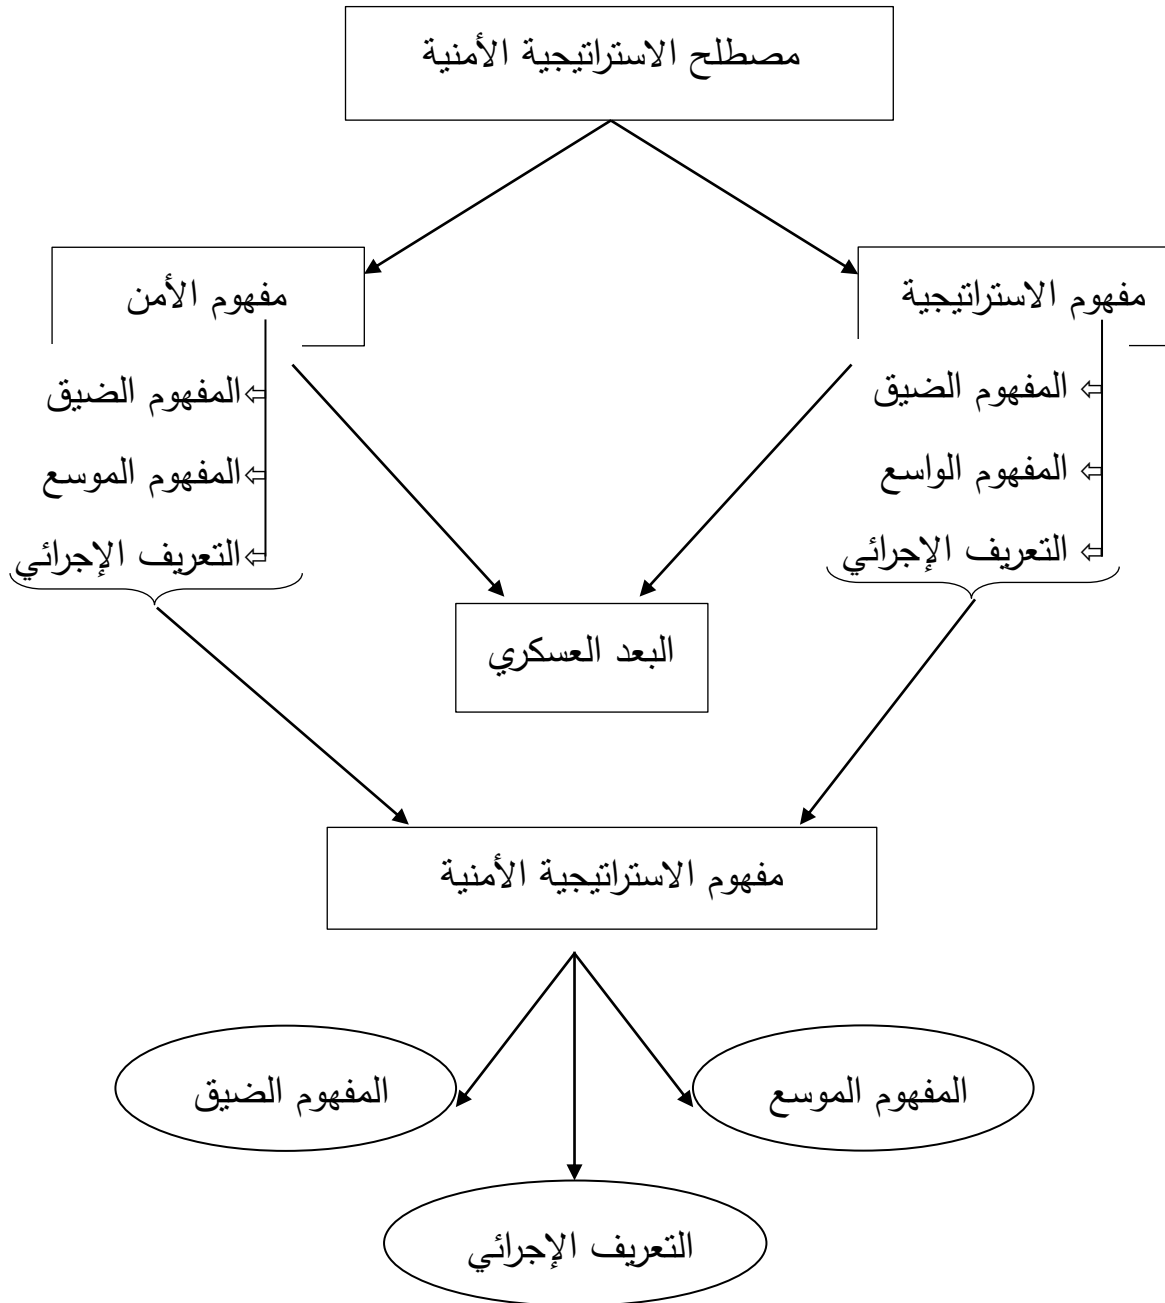 مصطلح الاستراتيجية الأمنية
مفهوم الاستراتيجية
مفهوم الأمن
المفهوم الضيق
المفهوم الواسع
التعريف الإجرائي
المفهوم الضيق
المفهوم الموسع
التعريف الإجرائي
البعد العسكري
مفهوم الاستراتيجية الأمنية
المفهوم الموسع
المفهوم الضيق
التعريف الإجرائي